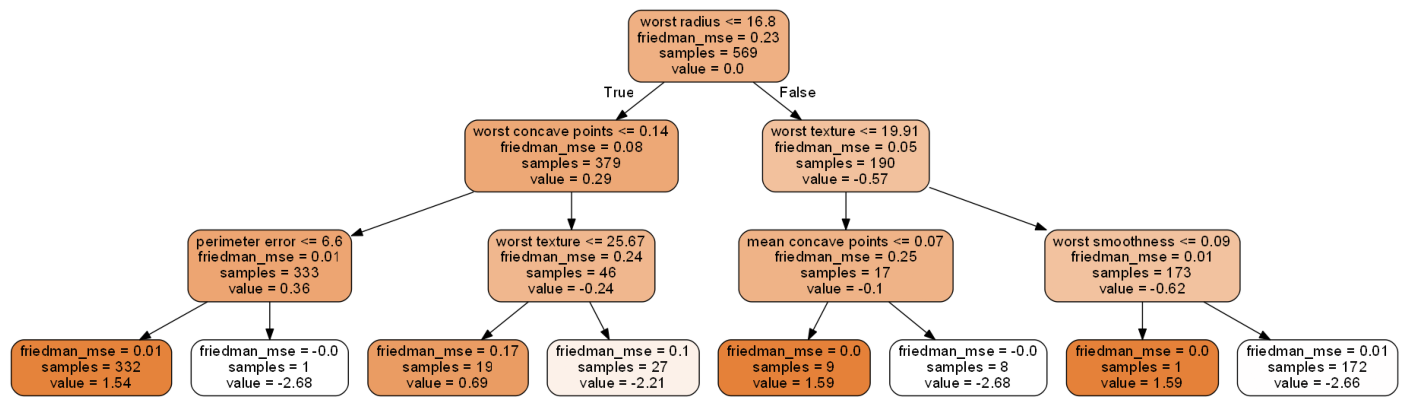 worst radius <= 16.8
friedman_mse = 0.23
samples = 569
value = 0.0
True
False
worst concave points <= 0.14
friedman_mse = 0.08
samples = 379
value = 0.29
worst texture <= 19.91
friedman_mse = 0.05
samples = 190
value = -0.57
perimeter error <= 6.6
friedman_mse = 0.01
samples = 333
value = 0.36
worst texture <= 25.67
friedman_mse = 0.24
samples = 46
value = -0.24
mean concave points <= 0.07
friedman_mse = 0.25
samples = 17
value = -0.1
worst smoothness <= 0.09
friedman_mse = 0.01
samples = 173
value = -0.62
friedman_mse = 0.01
samples = 332
value = 1.54
friedman_mse = -0.0
samples = 1
value = -2.68
friedman_mse = 0.17
samples = 19
value = 0.69
friedman_mse = 0.1
samples = 27
value = -2.21
friedman_mse = 0.0
samples = 9
value = 1.59
friedman_mse = -0.0
samples = 8
value = -2.68
friedman_mse = 0.0
samples = 1
value = 1.59
friedman_mse = 0.01
samples = 172
value = -2.66